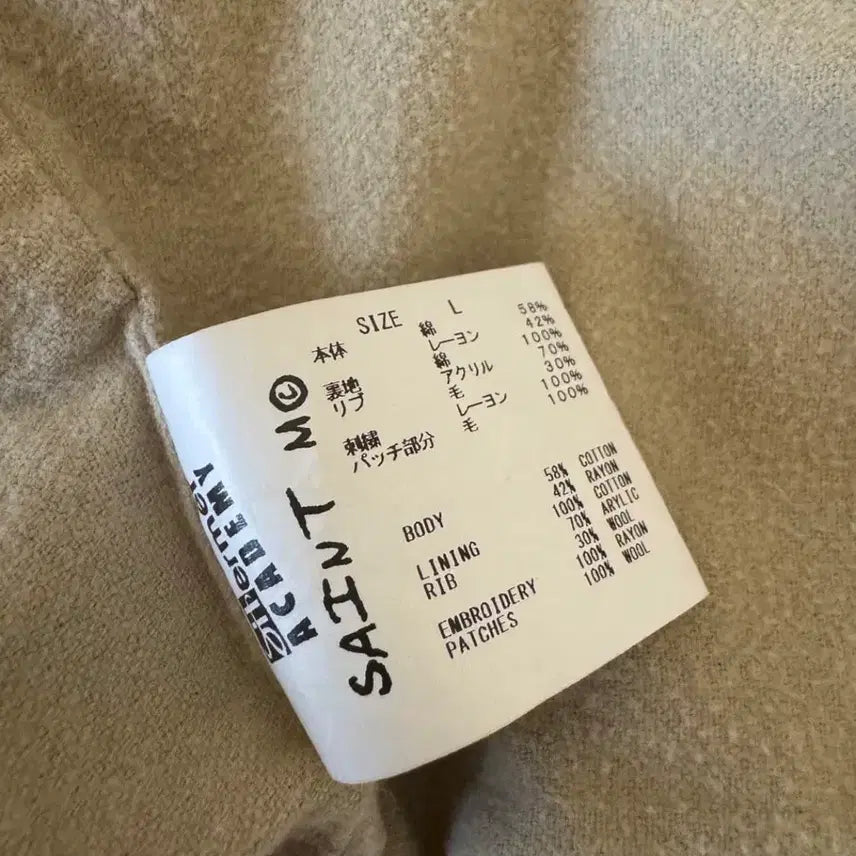 SIZE L
本体 綿 58%
レーヨン 42%
裏地 綿 100%
リブ アクリル 70%
毛 30%
刺繍 レーヨン 100%
パッチ部分 毛 100%
BODY 58% COTTON
42% RAYON
LINING 100% COTTON
RIB 70% ARYLIC
30% WOOL
EMBROIDERY 100% RAYON
PATCHES 100% WOOL
SAINT M
ACADEMY